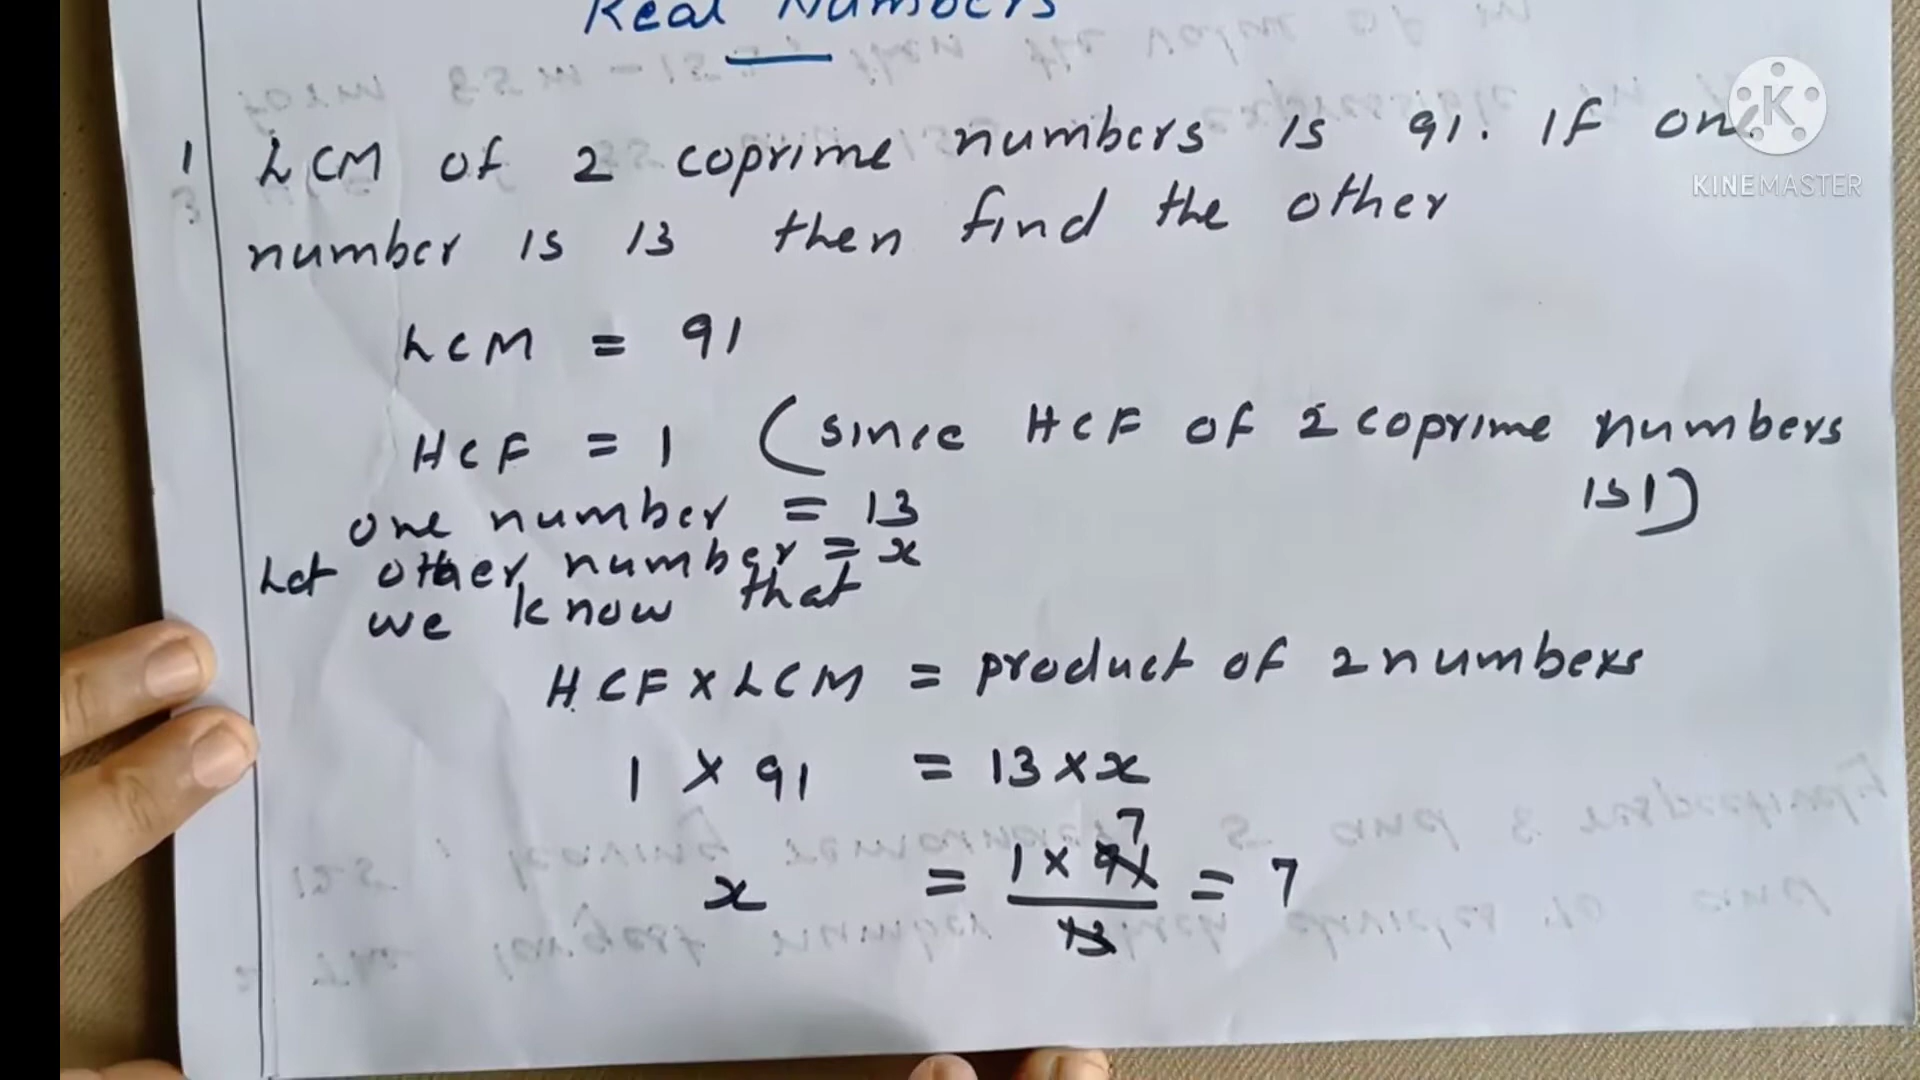 Real Numbers
1 LCM of 2 coprime numbers is 91. If one
number is 13 then find the other
LCM = 91
HCF = 1 (since HCF of 2 coprime numbers
is 1)
one number = 13
Let other number = x
we know that
HCF x LCM = product of 2 numbers
1 x 91 = 13 x x
7
x = 1 x 91 = 7
13
K
KINEMASTER